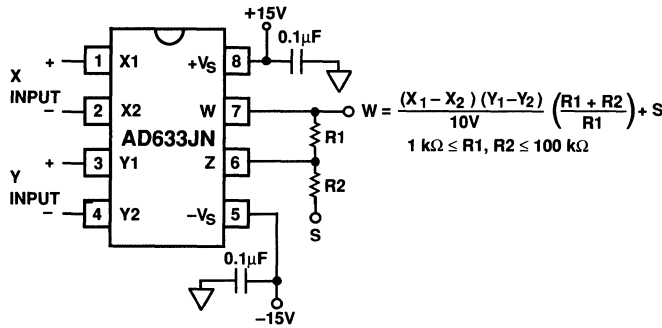 +15V
0.1µF
X
INPUT
+
–
1 X1
2 X2
3 Y1
4 Y2
+VS 8
W 7
Z 6
–VS 5
AD633JN
Y
INPUT
+
–
R1
R2
S
W = (X1 – X2) (Y1–Y2) / 10V (R1 + R2 / R1) + S
1 kΩ ≤ R1, R2 ≤ 100 kΩ
0.1µF
–15V